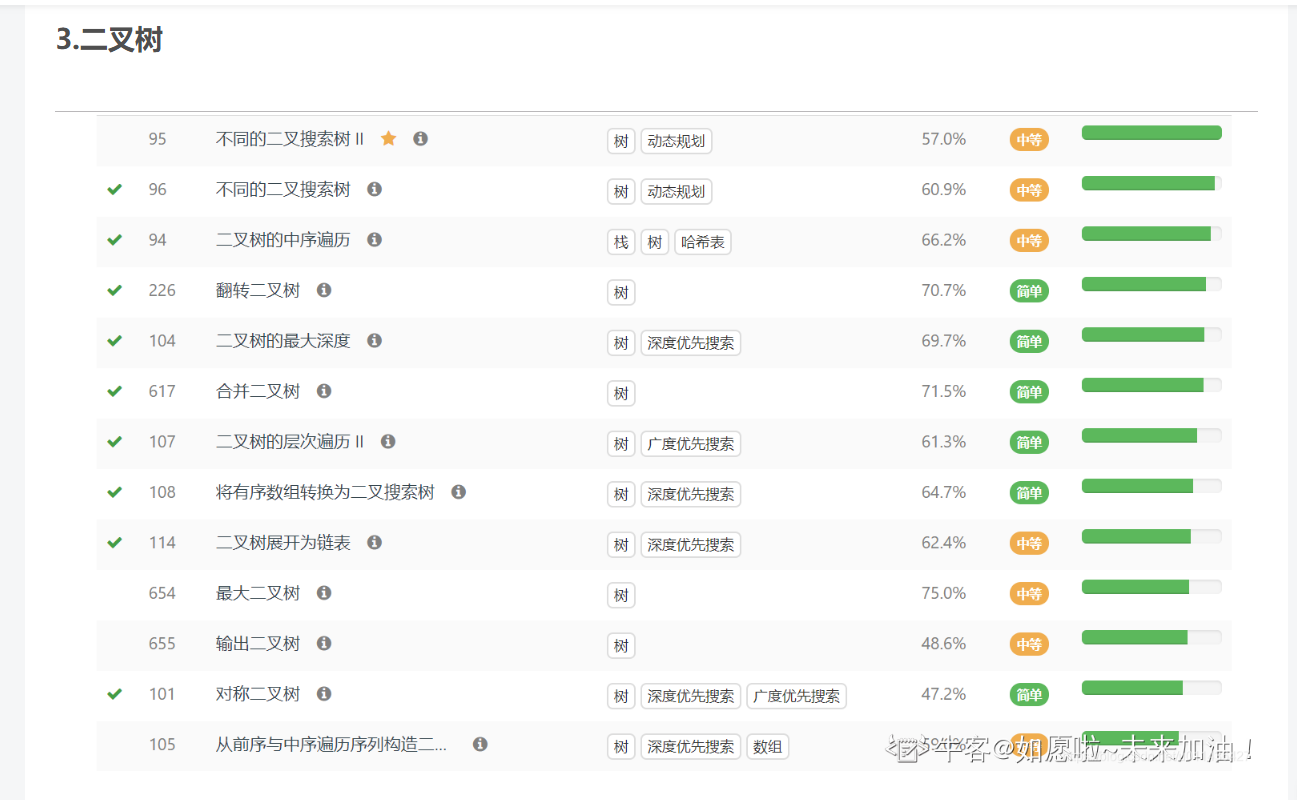 3.二叉树
95 不同的二叉搜索树 II 树 动态规划 57.0% 中等
96 不同的二叉搜索树 树 动态规划 60.9% 中等
94 二叉树的中序遍历 栈 树 哈希表 66.2% 中等
226 翻转二叉树 树 70.7% 简单
104 二叉树的最大深度 树 深度优先搜索 69.7% 简单
617 合并二叉树 树 71.5% 简单
107 二叉树的层次遍历 II 树 广度优先搜索 61.3% 简单
108 将有序数组转换为二叉搜索树 树 深度优先搜索 64.7% 简单
114 二叉树展开为链表 树 深度优先搜索 62.4% 中等
654 最大二叉树 树 75.0% 中等
655 输出二叉树 树 48.6% 中等
101 对称二叉树 树 深度优先搜索 广度优先搜索 47.2% 简单
105 从前序与中序遍历序列构造二... 树 深度优先搜索 数组
牛客@如愿啦~未来加油!